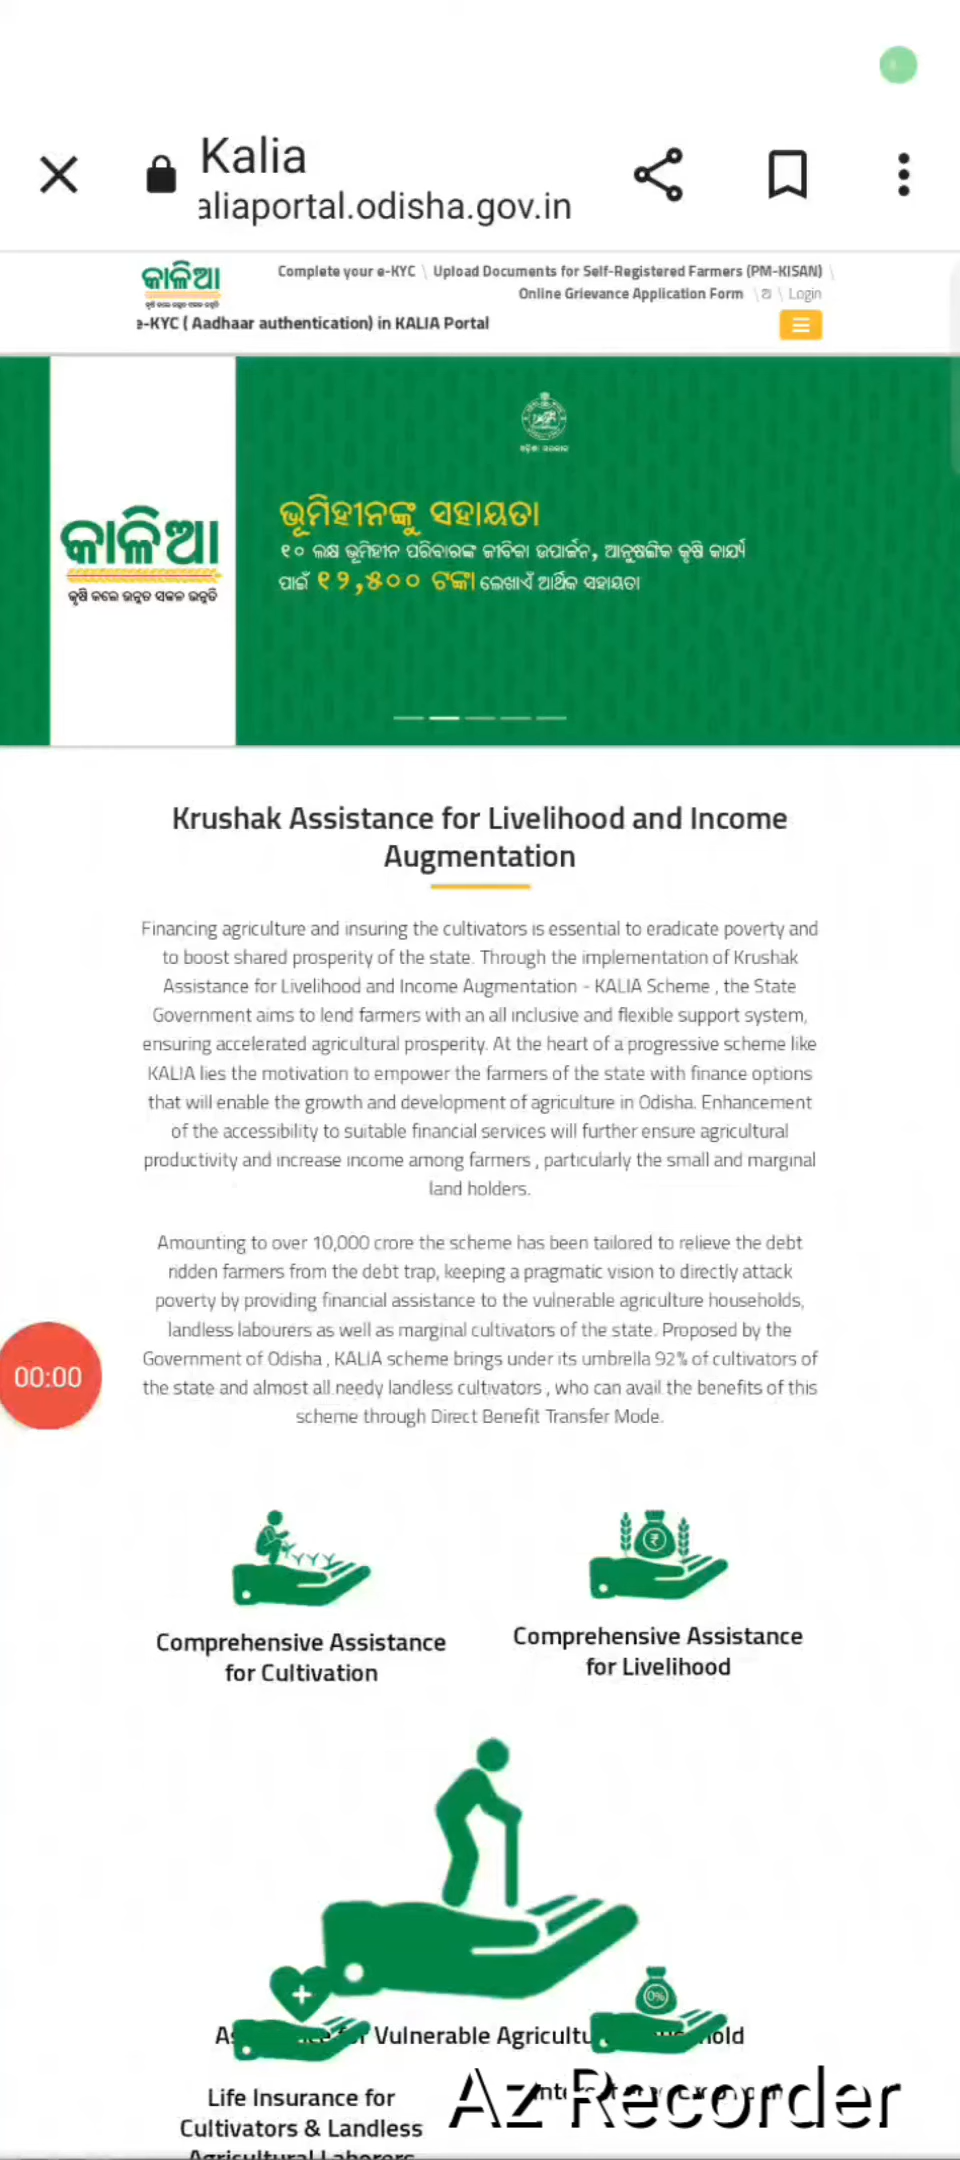 Kalia
aliaportal.odisha.gov.in
କାଳିଆ
Complete your e-KYC \ Upload Documents for Self-Registered Farmers (PM-KISAN) \
Online Grievance Application Form \ ଅ \ Login
e-KYC ( Aadhaar authentication) in KALIA Portal
କାଳିଆ
କୃଷି କଲେ ଉନ୍ନତ ସକଳ ଉନ୍ନତି
ଭୂମିହୀନଙ୍କୁ ସହାୟତା
୧୦ ଲକ୍ଷ ଭୂମିହୀନ ପରିବାରଙ୍କ ଜୀବିକା ଉପାର୍ଜନ, ଆନୁଷଙ୍ଗିକ କୃଷି କାର୍ଯ୍ୟ
ପାଇଁ ୧୨,୫୦୦ ଟଙ୍କା ଲେଖାଏଁ ଆର୍ଥିକ ସହାୟତା
Krushak Assistance for Livelihood and Income
Augmentation
Financing agriculture and insuring the cultivators is essential to eradicate poverty and
to boost shared prosperity of the state. Through the implementation of Krushak
Assistance for Livelihood and Income Augmentation - KALIA Scheme , the State
Government aims to lend farmers with an all inclusive and flexible support system,
ensuring accelerated agricultural prosperity. At the heart of a progressive scheme like
KALIA lies the motivation to empower the farmers of the state with finance options
that will enable the growth and development of agriculture in Odisha. Enhancement
of the accessibility to suitable financial services will further ensure agricultural
productivity and increase income among farmers , particularly the small and marginal
land holders.
Amounting to over 10,000 crore the scheme has been tailored to relieve the debt
ridden farmers from the debt trap, keeping a pragmatic vision to directly attack
poverty by providing financial assistance to the vulnerable agriculture households,
landless labourers as well as marginal cultivators of the state. Proposed by the
Government of Odisha , KALIA scheme brings under its umbrella 92% of cultivators of
the state and almost all needy landless cultivators , who can avail the benefits of this
scheme through Direct Benefit Transfer Mode.
00:00
Comprehensive Assistance
for Cultivation
Comprehensive Assistance
for Livelihood
0%
Vulnerable
Life Insurance for
Cultivators & Landless
Agricultural Laborers
Az Recorder